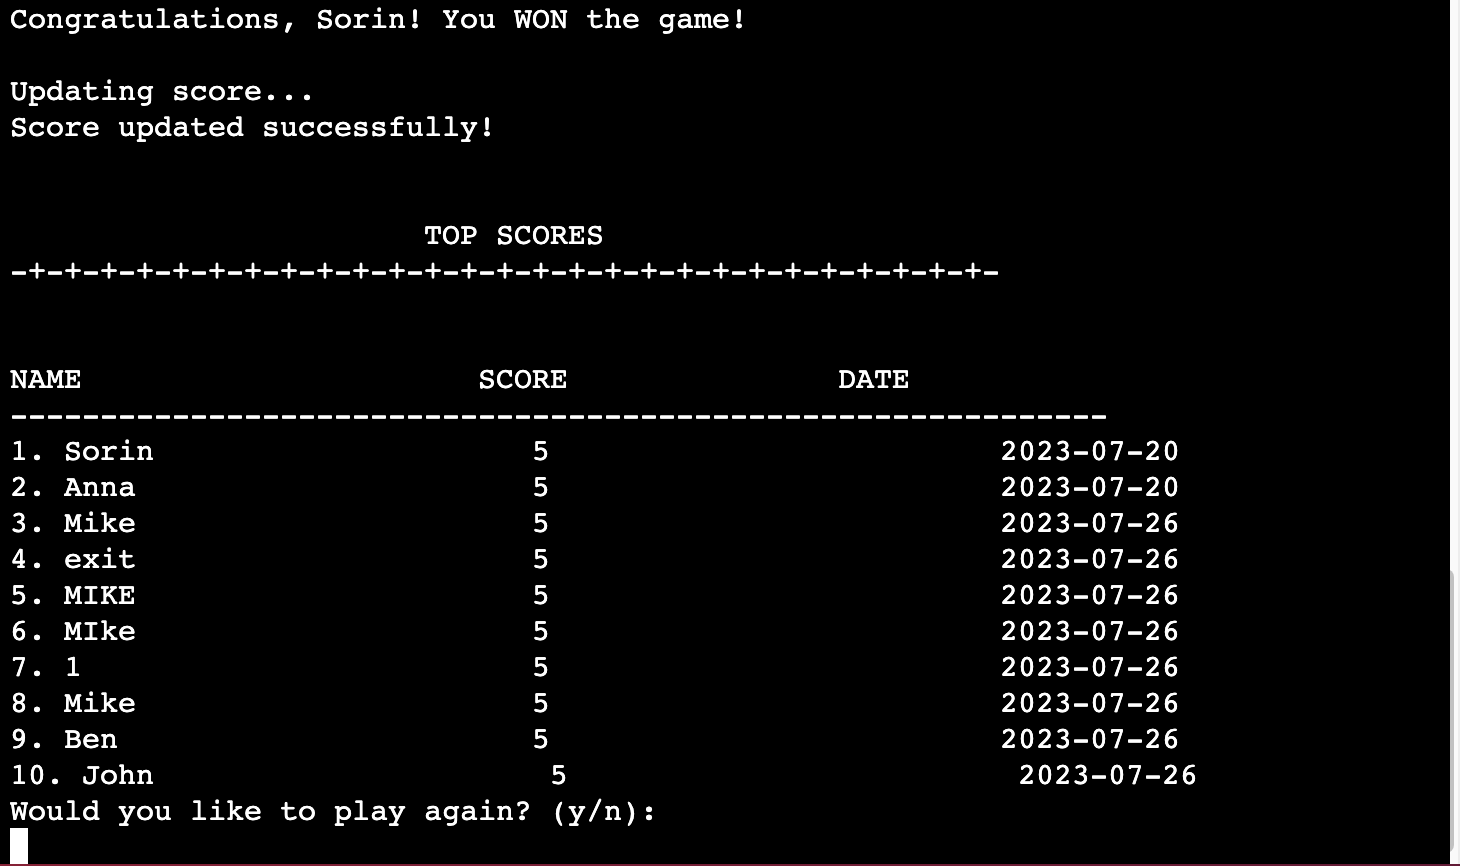 Congratulations, Sorin! You WON the game!
Updating score...
Score updated successfully!
TOP SCORES
-+-+-+-+-+-+-+-+-+-+-+-+-+-+-+-+-+-+-+-+-+-+-+-+-+-+-+-
NAME SCORE DATE
-------------------------------------------------------------
1. Sorin 5 2023-07-20
2. Anna 5 2023-07-20
3. Mike 5 2023-07-26
4. exit 5 2023-07-26
5. MIKE 5 2023-07-26
6. MIke 5 2023-07-26
7. 1 5 2023-07-26
8. Mike 5 2023-07-26
9. Ben 5 2023-07-26
10. John 5 2023-07-26
Would you like to play again? (y/n):